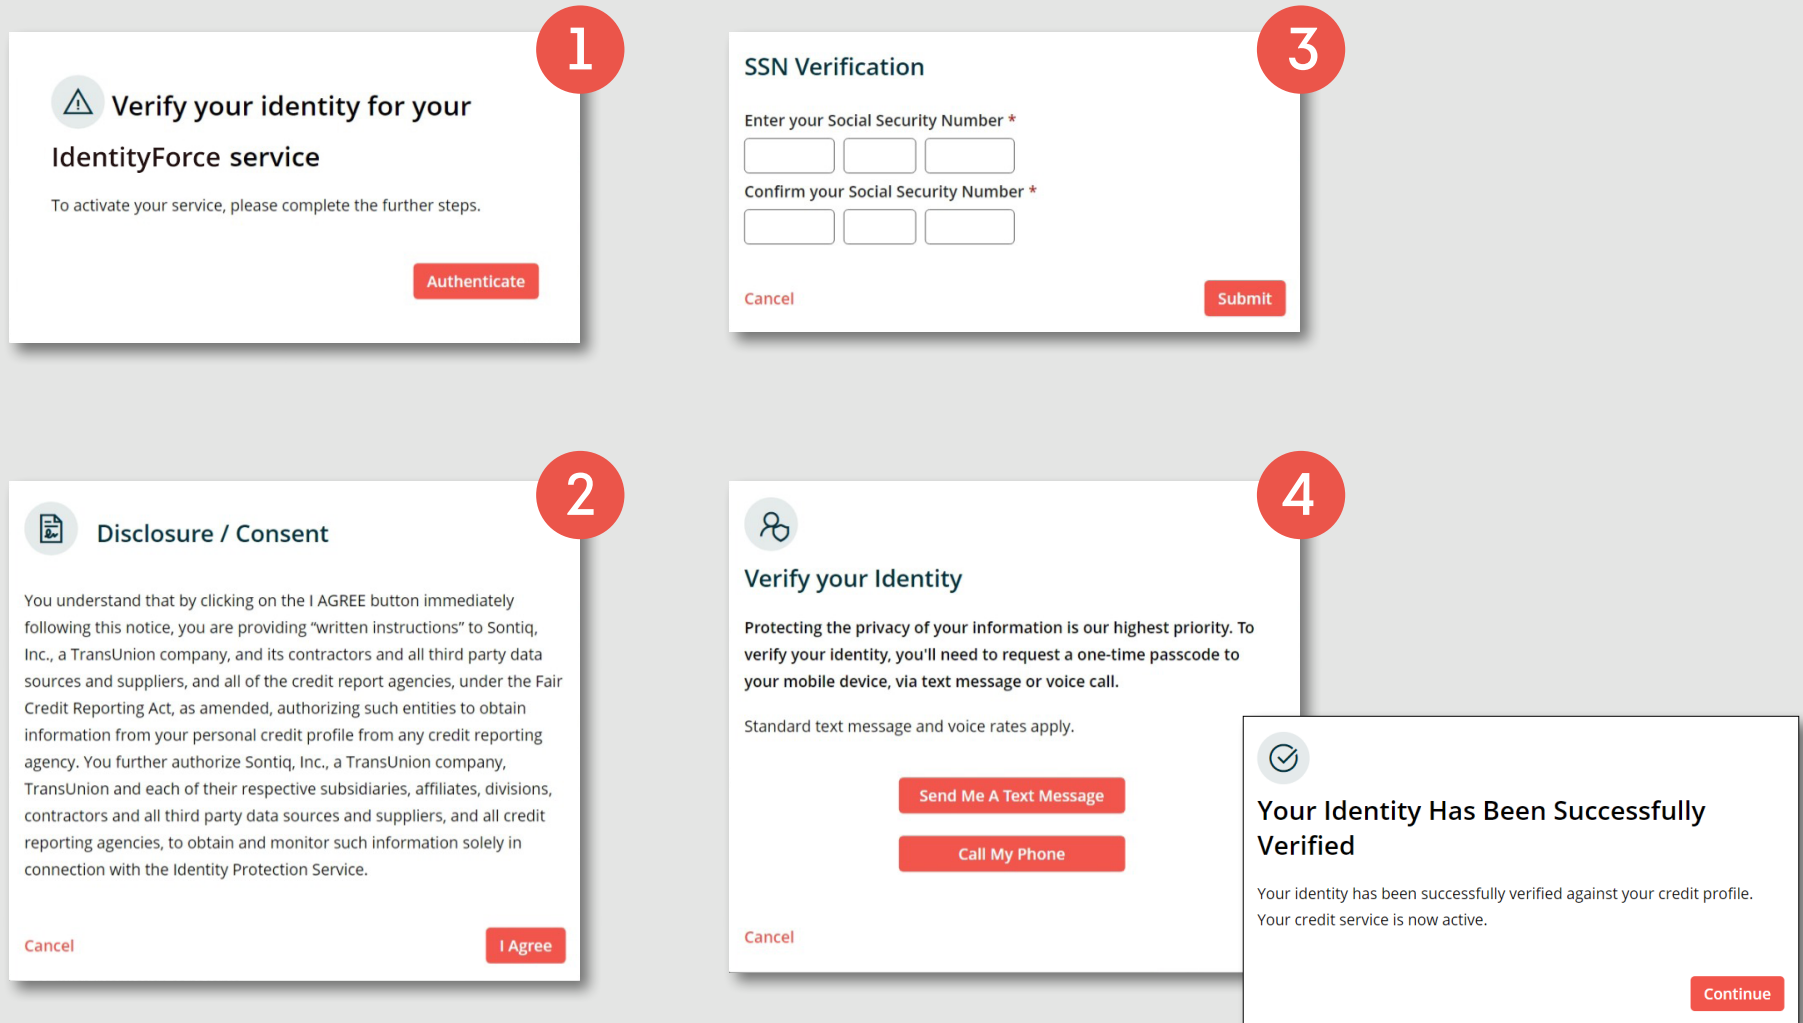 1
Verify your identity for your
IdentityForce service
To activate your service, please complete the further steps.
Authenticate
2
Disclosure / Consent
You understand that by clicking on the I AGREE button immediately
following this notice, you are providing “written instructions” to Sontiq,
Inc., a TransUnion company, and its contractors and all third party data
sources and suppliers, and all of the credit report agencies, under the Fair
Credit Reporting Act, as amended, authorizing such entities to obtain
information from your personal credit profile from any credit reporting
agency. You further authorize Sontiq, Inc., a TransUnion company,
TransUnion and each of their respective subsidiaries, affiliates, divisions,
contractors and all third party data sources and suppliers, and all credit
reporting agencies, to obtain and monitor such information solely in
connection with the Identity Protection Service.
Cancel
I Agree
3
SSN Verification
Enter your Social Security Number *
Confirm your Social Security Number *
Cancel
Submit
4
Verify your Identity
Protecting the privacy of your information is our highest priority. To
verify your identity, you'll need to request a one-time passcode to
your mobile device, via text message or voice call.
Standard text message and voice rates apply.
Send Me A Text Message
Call My Phone
Cancel
Your Identity Has Been Successfully
Verified
Your identity has been successfully verified against your credit profile.
Your credit service is now active.
Continue